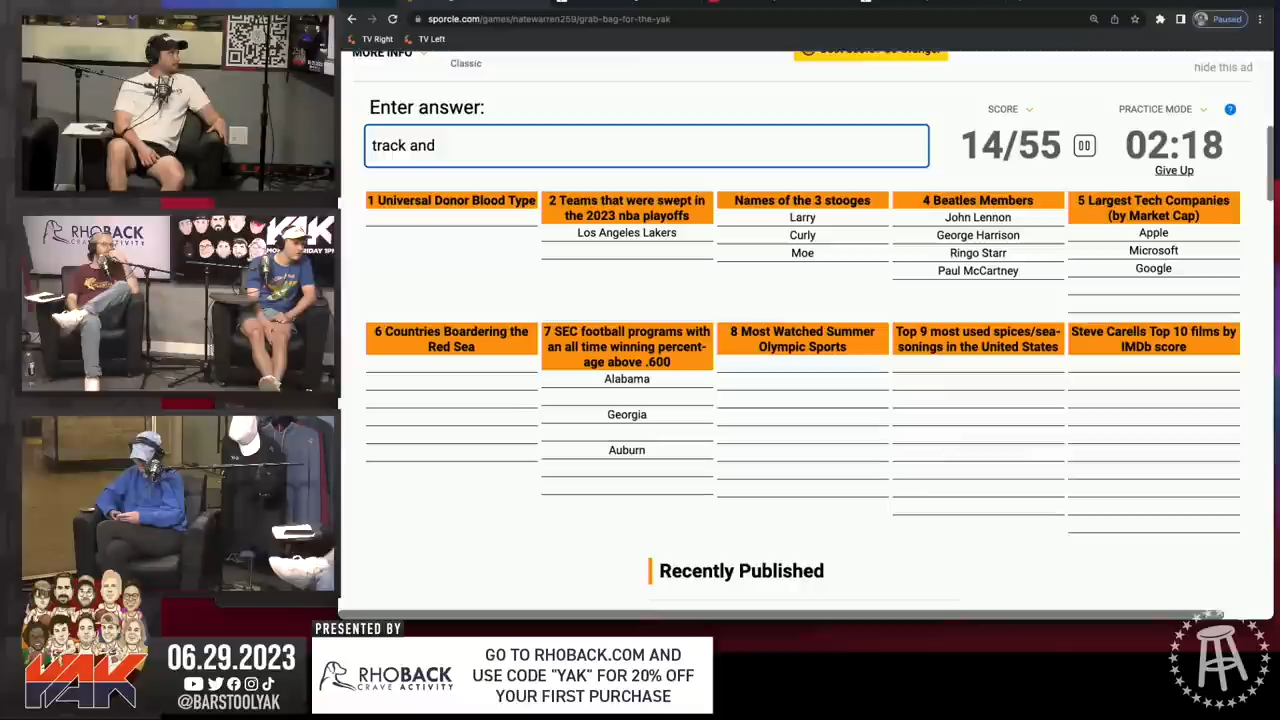 sporcle.com/games/natewarren259/grab-bag-for-the-yak
Paused
TV Right
TV Left
MORE INFO
Classic
hide this ad
Enter answer:
track and
SCORE
14/55
PRACTICE MODE
?
02:18
Give Up
1 Universal Donor Blood Type
2 Teams that were swept in
the 2023 nba playoffs
Los Angeles Lakers
Names of the 3 stooges
Larry
Curly
Moe
4 Beatles Members
John Lennon
George Harrison
Ringo Starr
Paul McCartney
5 Largest Tech Companies
(by Market Cap)
Apple
Microsoft
Google
6 Countries Boardering the
Red Sea
7 SEC football programs with
an all time winning percent-
age above .600
Alabama
Georgia
Auburn
8 Most Watched Summer
Olympic Sports
Top 9 most used spices/sea-
sonings in the United States
Steve Carells Top 10 films by
IMDb score
Recently Published
RHOBACK
CRAVE ACTIVITY
YAK
YAK
06.29.2023
@BARSTOOLYAK
PRESENTED BY
RHOBACK
CRAVE ACTIVITY
GO TO RHOBACK.COM AND
USE CODE "YAK" FOR 20% OFF
YOUR FIRST PURCHASE